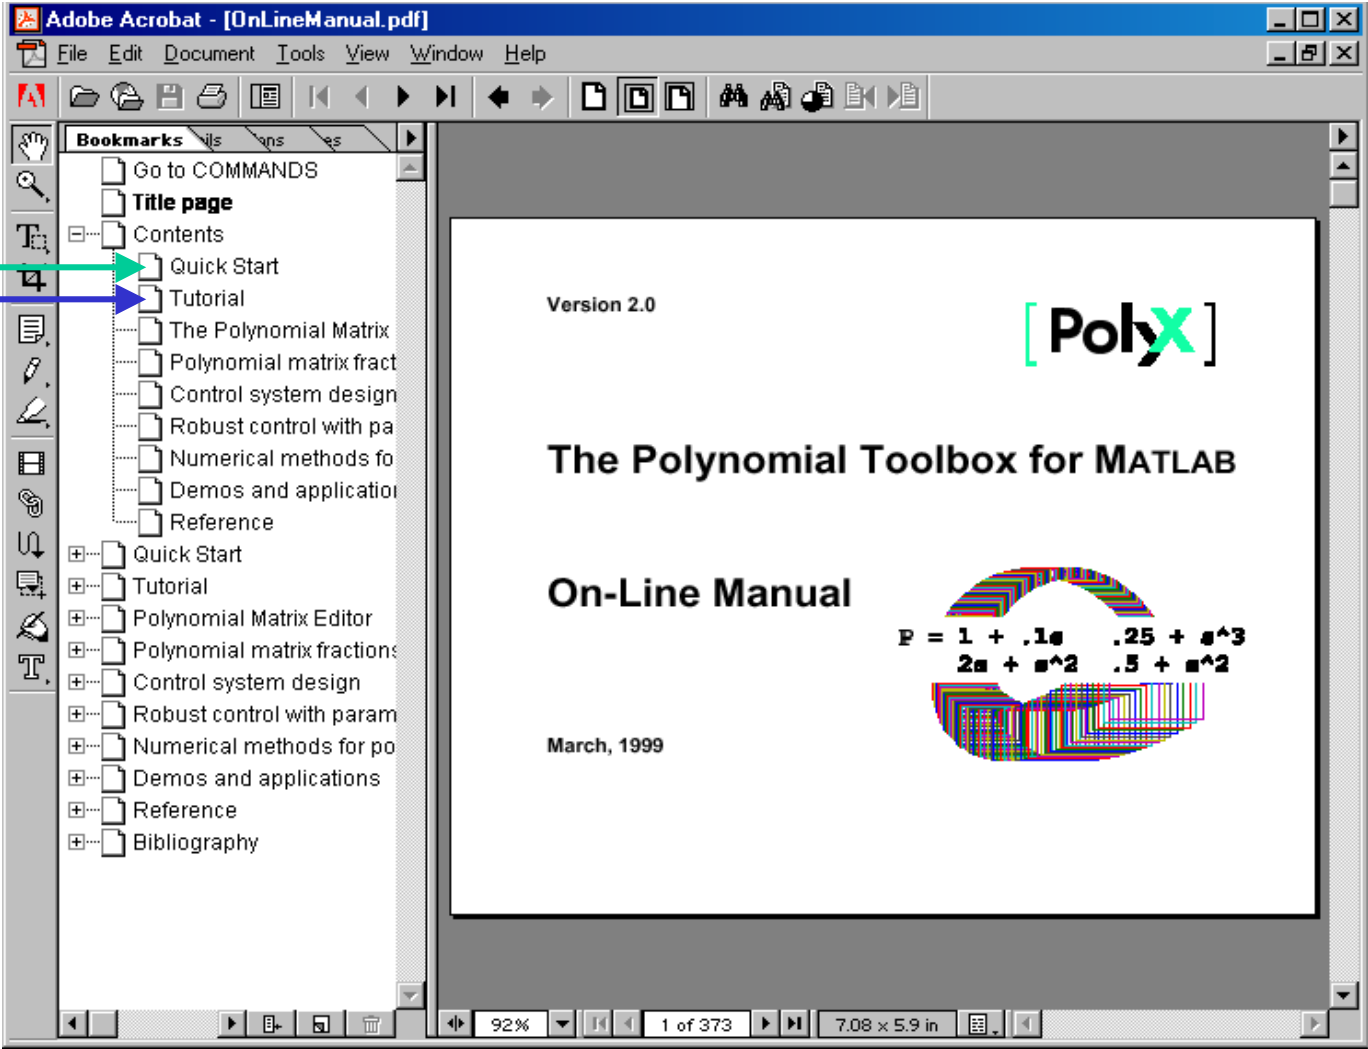 Adobe Acrobat - [OnLineManual.pdf]
File Edit Document Tools View Window Help
Bookmarks
Go to COMMANDS
Title page
Contents
Quick Start
Tutorial
The Polynomial Matrix
Polynomial matrix fract
Control system design
Robust control with pa
Numerical methods fo
Demos and application
Reference
Quick Start
Tutorial
Polynomial Matrix Editor
Polynomial matrix fractions
Control system design
Robust control with param
Numerical methods for po
Demos and applications
Reference
Bibliography
Version 2.0
[PolyX]
The Polynomial Toolbox for MATLAB
On-Line Manual
P = 1 + .1s .25 + s^3
2s + s^2 .5 + s^2
March, 1999
92% 1 of 373 7.08 x 5.9 in